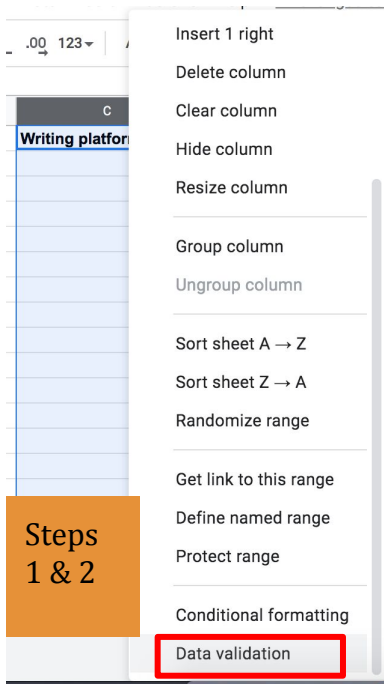 .00 123
Insert 1 right
Delete column
Clear column
Hide column
Resize column
Group column
Ungroup column
Sort sheet A → Z
Sort sheet Z → A
Randomize range
Get link to this range
Define named range
Protect range
Conditional formatting
Data validation
C
Writing platfor
Steps
1 & 2